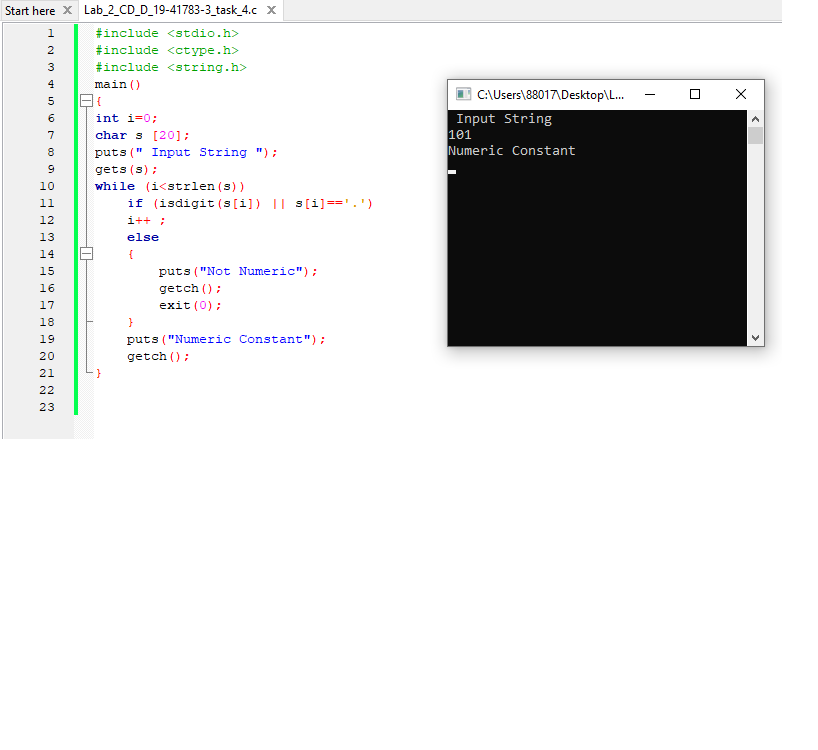 Start here
Lab_2_CD_D_19-41783-3_task_4.c
1 #include <stdio.h>
2 #include <ctype.h>
3 #include <string.h>
4 main()
5 {
6 int i=0;
7 char s [20];
8 puts(" Input String ");
9 gets(s);
10 while (i<strlen(s))
11 if (isdigit(s[i]) || s[i]=='.')
12 i++ ;
13 else
14 {
15 puts("Not Numeric");
16 getch();
17 exit(0);
18 }
19 puts("Numeric Constant");
20 getch();
21 }
22
23
C:\Users\88017\Desktop\L...
Input String
101
Numeric Constant